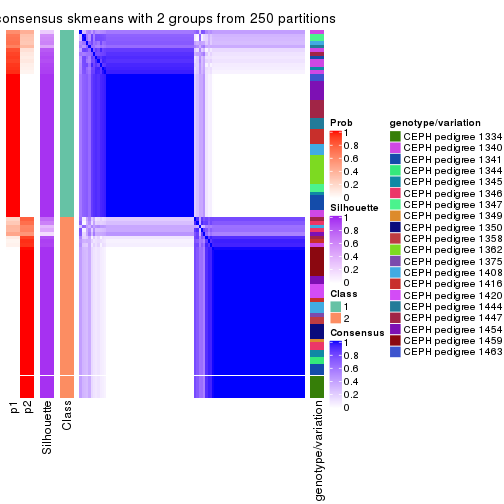 consensus skmeans with 2 groups from 250 partitions
Prob
1
0.8
0.6
0.4
0.2
0
Silhouette
1
0.8
0.6
0.4
0.2
0
Class
1
2
Consensus
1
0.8
0.6
0.4
0.2
0
genotype/variation
CEPH pedigree 1334
CEPH pedigree 1340
CEPH pedigree 1341
CEPH pedigree 1344
CEPH pedigree 1345
CEPH pedigree 1346
CEPH pedigree 1347
CEPH pedigree 1349
CEPH pedigree 1350
CEPH pedigree 1358
CEPH pedigree 1362
CEPH pedigree 1375
CEPH pedigree 1408
CEPH pedigree 1416
CEPH pedigree 1420
CEPH pedigree 1444
CEPH pedigree 1447
CEPH pedigree 1454
CEPH pedigree 1459
CEPH pedigree 1463
p1
p2
Silhouette
Class
genotype/variation